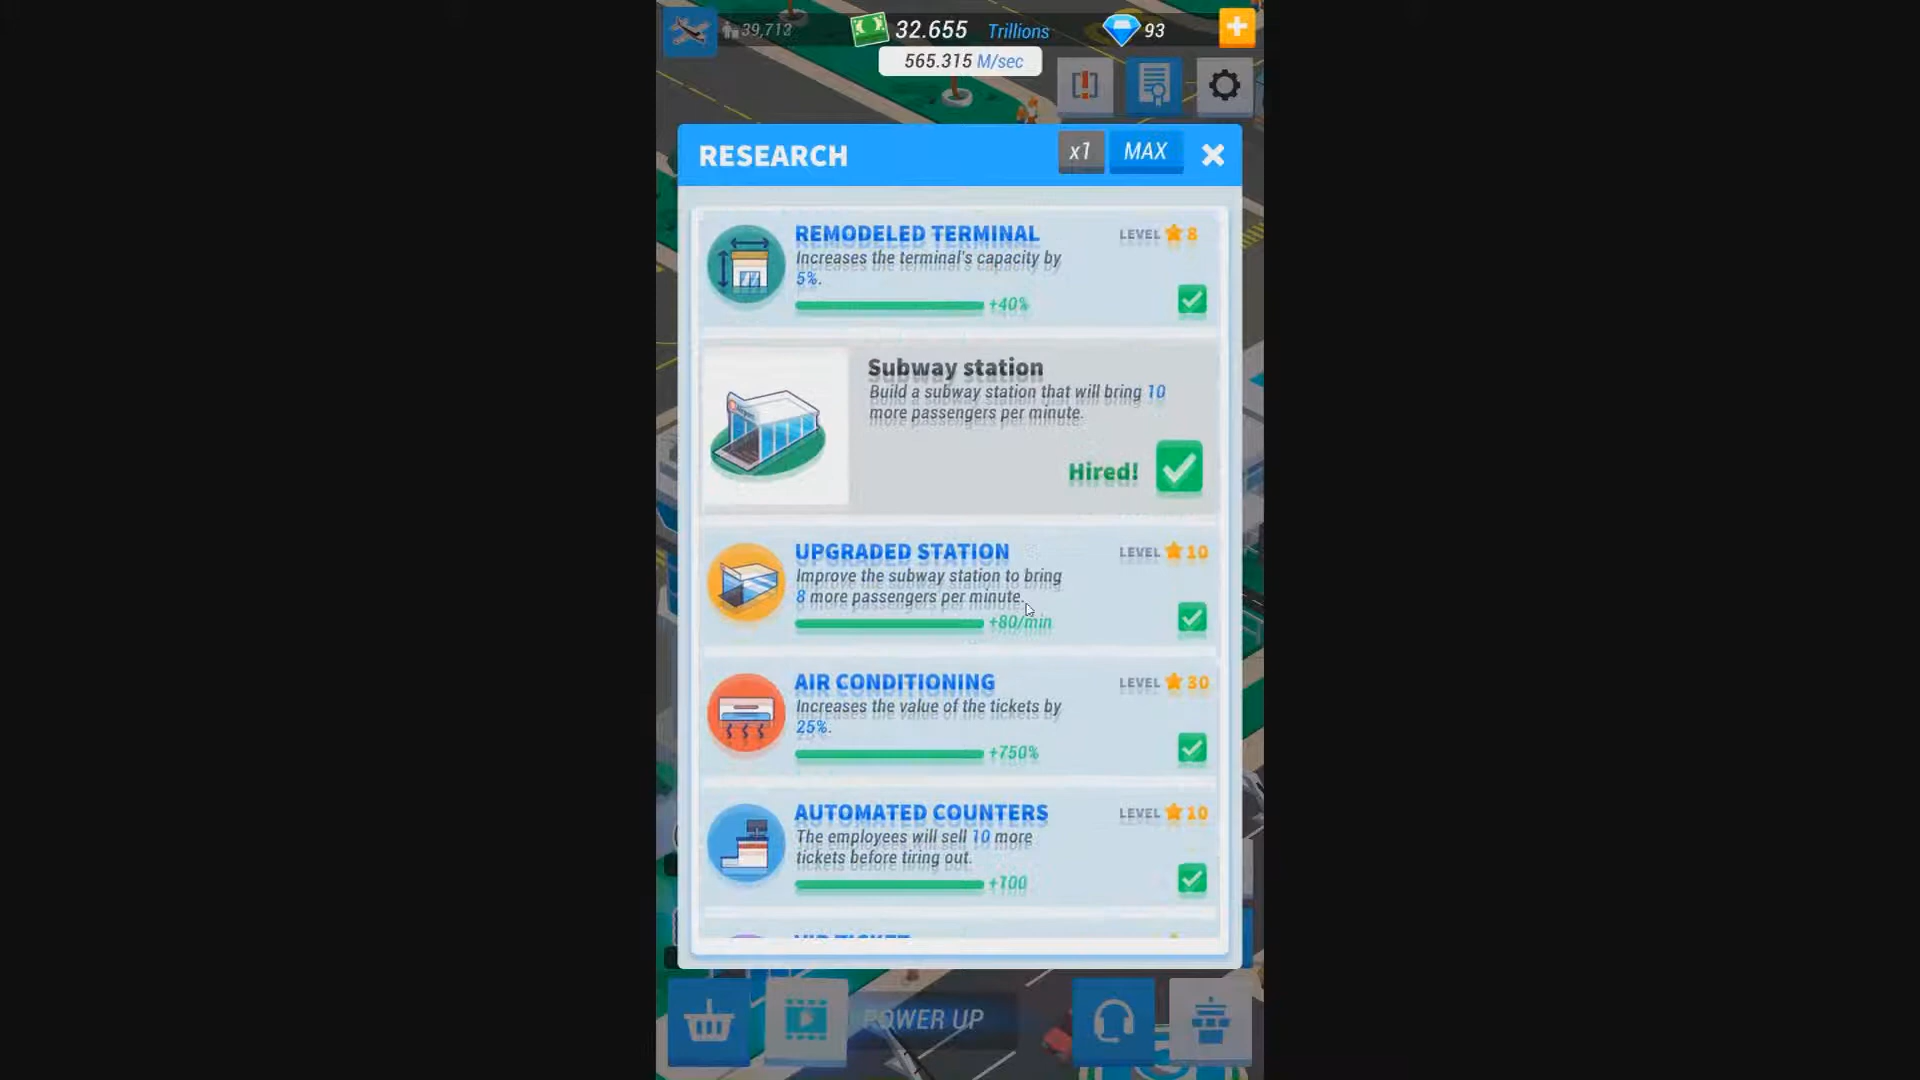 39,713
32.655 Trillions
93
565.315 M/sec
RESEARCH
x1
MAX
REMODELED TERMINAL
LEVEL 8
Increases the terminal's capacity by
5%.
+40%
Subway station
Build a subway station that will bring 10
more passengers per minute.
Hired!
UPGRADED STATION
LEVEL 10
Improve the subway station to bring
8 more passengers per minute.
+80/min
AIR CONDITIONING
LEVEL 30
Increases the value of the tickets by
25%.
+750%
AUTOMATED COUNTERS
LEVEL 10
The employees will sell 10 more
tickets before tiring out.
+100
VIP TICKET
POWER UP